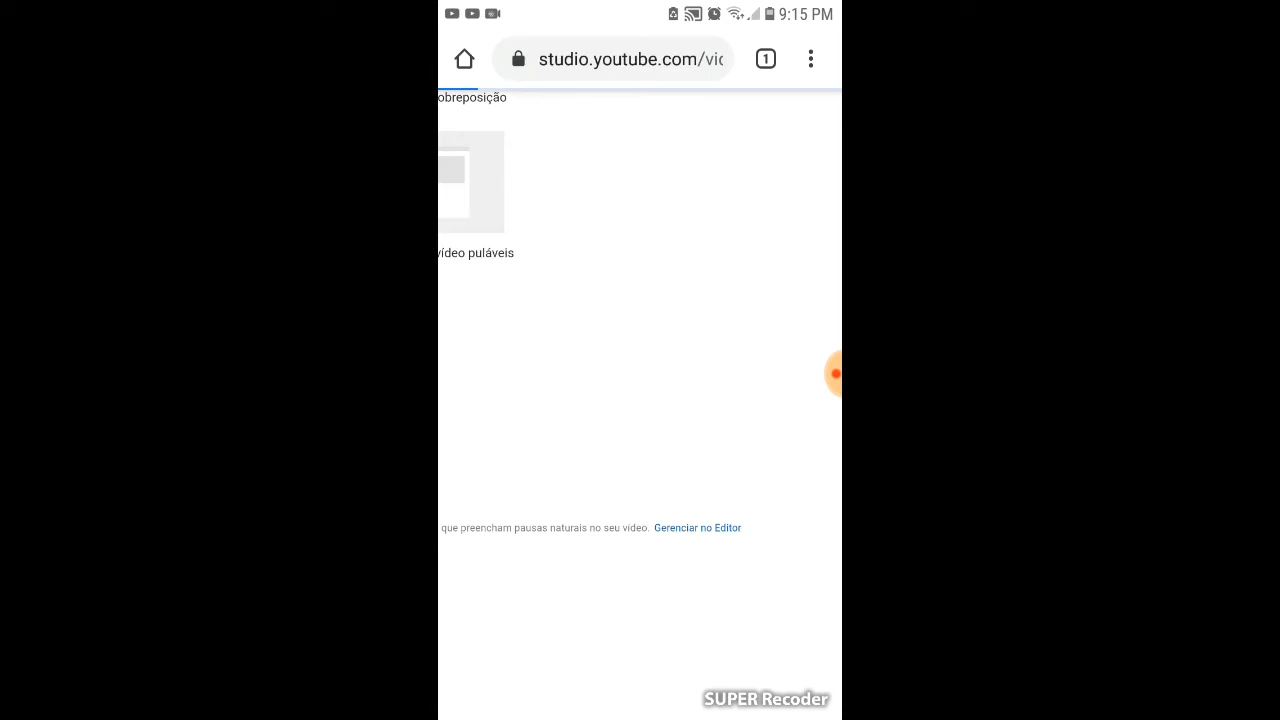 9:15 PM
studio.youtube.com/vid
1
obreposição
vídeo puláveis
que preencham pausas naturais no seu vídeo. Gerenciar no Editor
SUPER Recoder